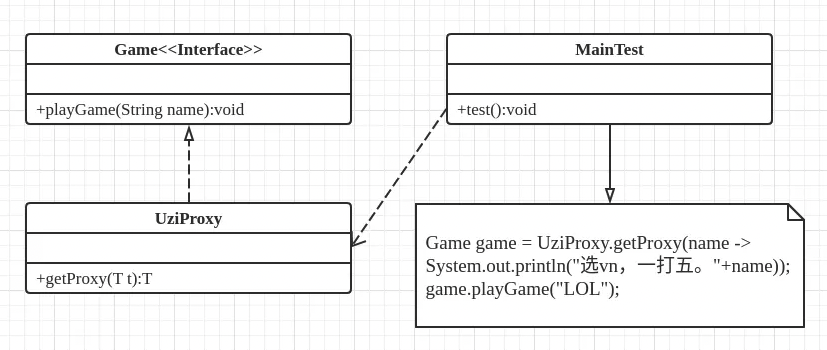 Game<<Interface>>
+playGame(String name):void
MainTest
+test():void
UziProxy
+getProxy(T t):T
Game game = UziProxy.getProxy(name ->
System.out.println("选vn，一打五。"+name));
game.playGame("LOL");